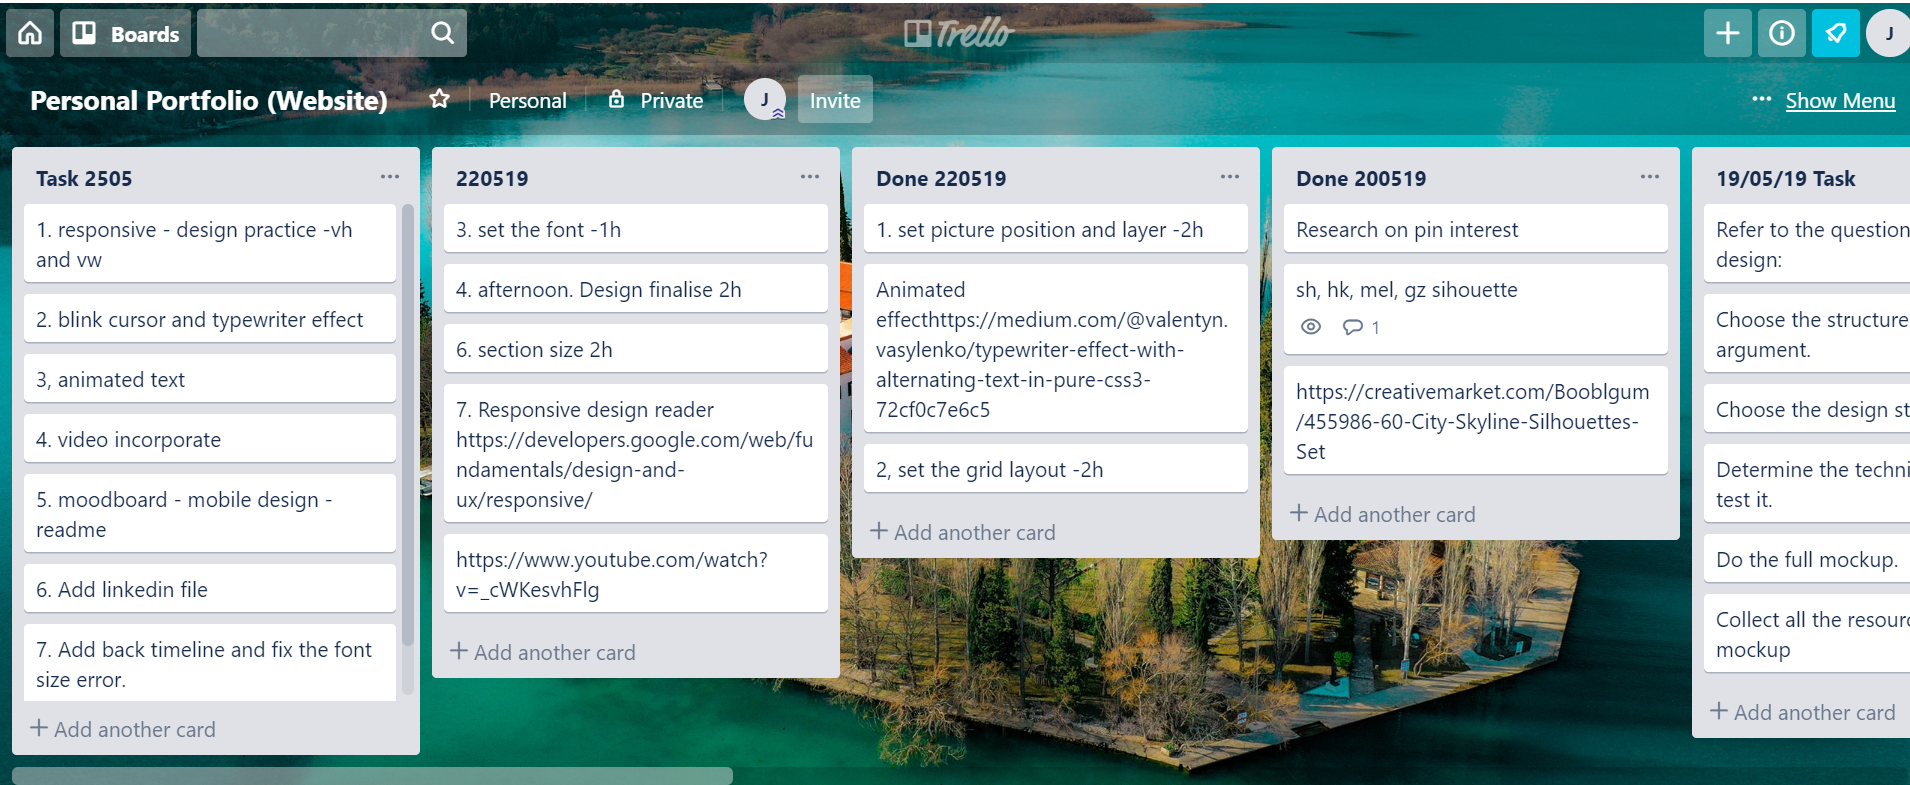 Boards
Trello
J
Personal Portfolio (Website)
Personal
Private
J
Invite
Show Menu
Task 2505
1. responsive - design practice -vh
and vw
2. blink cursor and typewriter effect
3, animated text
4. video incorporate
5. moodboard - mobile design -
readme
6. Add linkedin file
7. Add back timeline and fix the font
size error.
Add another card
220519
3. set the font -1h
4. afternoon. Design finalise 2h
6. section size 2h
7. Responsive design reader
https://developers.google.com/web/fu
ndamentals/design-and-
ux/responsive/
https://www.youtube.com/watch?
v=_cWKesvhFlg
Add another card
Done 220519
1. set picture position and layer -2h
Animated
effecthttps://medium.com/@valentyn.
vasylenko/typewriter-effect-with-
alternating-text-in-pure-css3-
72cf0c7e6c5
2, set the grid layout -2h
Add another card
Done 200519
Research on pin interest
sh, hk, mel, gz sihouette
1
https://creativemarket.com/Booblgum
/455986-60-City-Skyline-Silhouettes-
Set
Add another card
19/05/19 Task
Refer to the question
design:
Choose the structure
argument.
Choose the design st
Determine the techni
test it.
Do the full mockup.
Collect all the resourc
mockup
Add another card